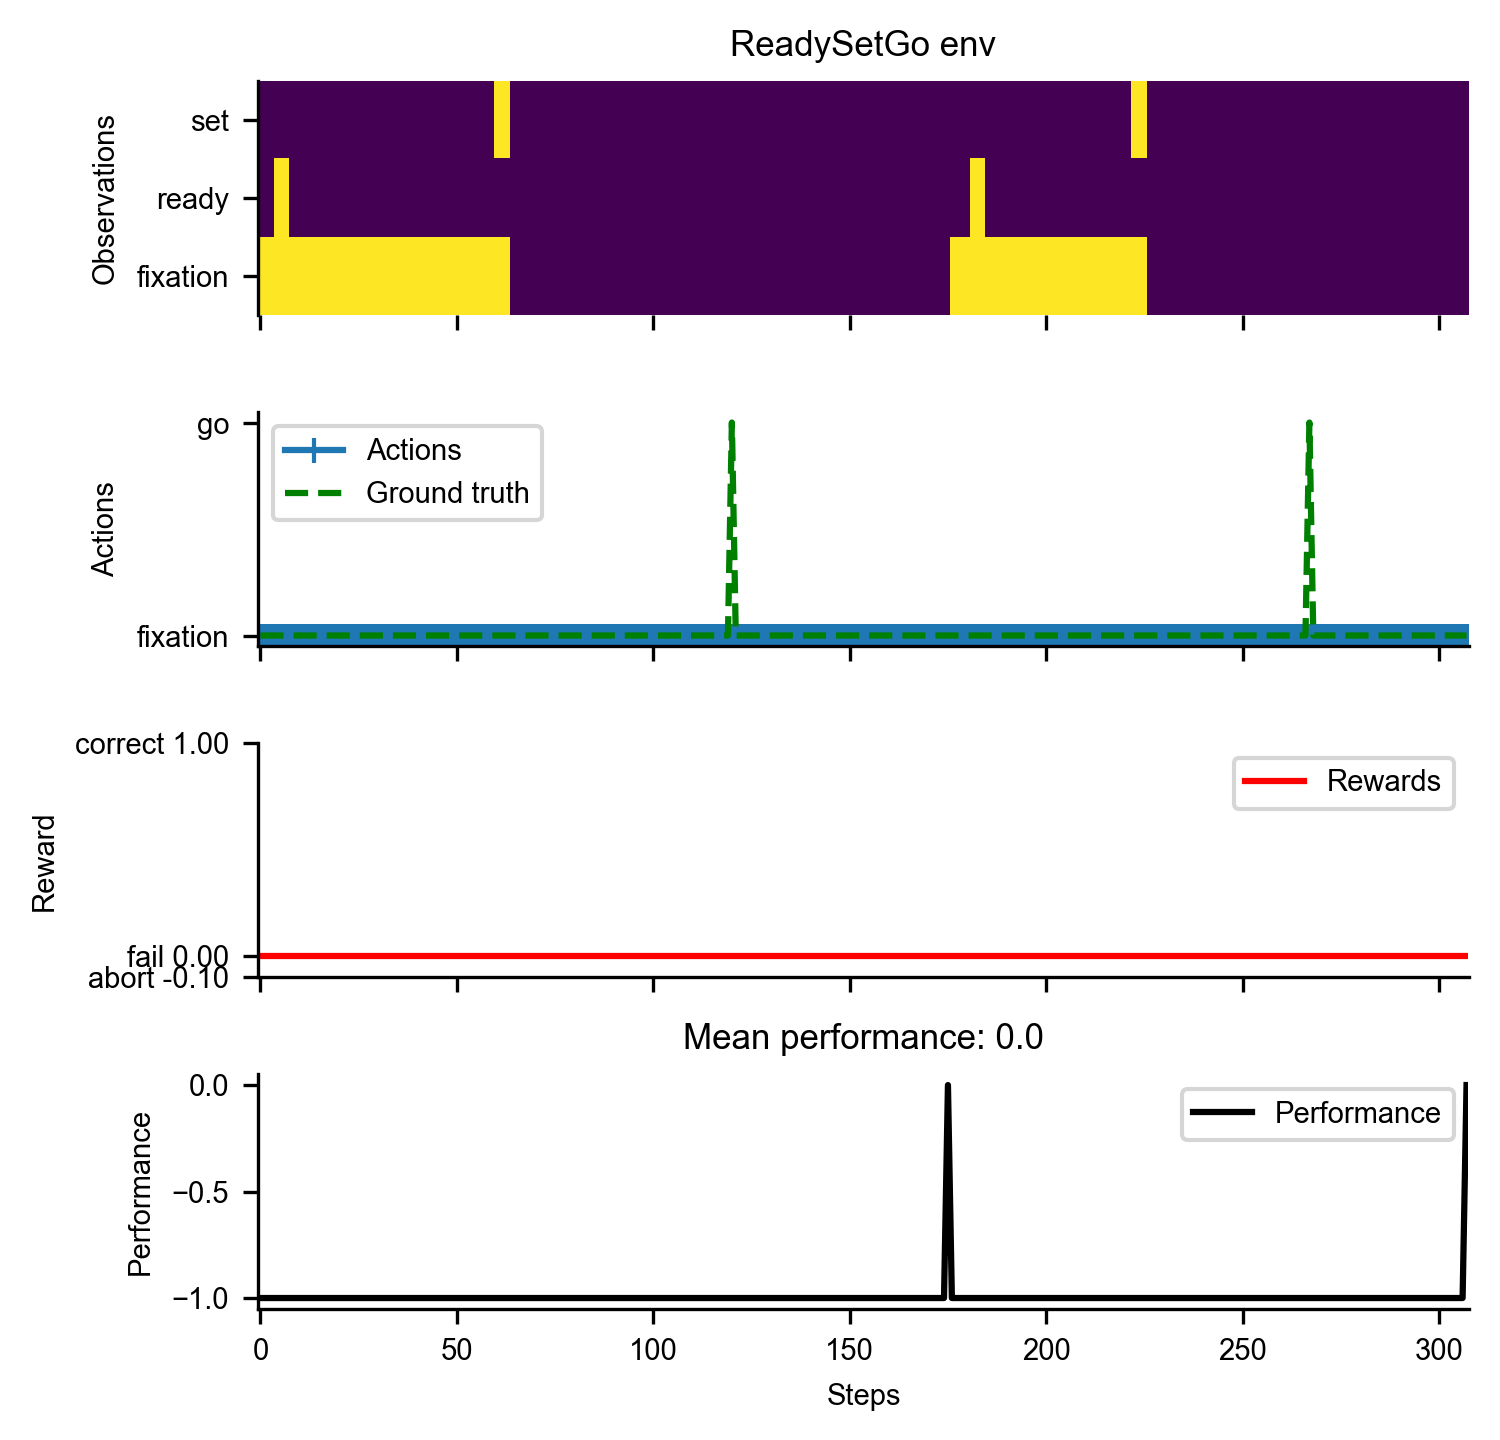 ReadySetGo env
Observations
set
ready
fixation
Actions
go
fixation
Actions
Ground truth
Reward
correct 1.00
fail 0.00
abort -0.10
Rewards
Mean performance: 0.0
Performance
0.0
−0.5
−1.0
Performance
0 50 100 150 200 250 300
Steps